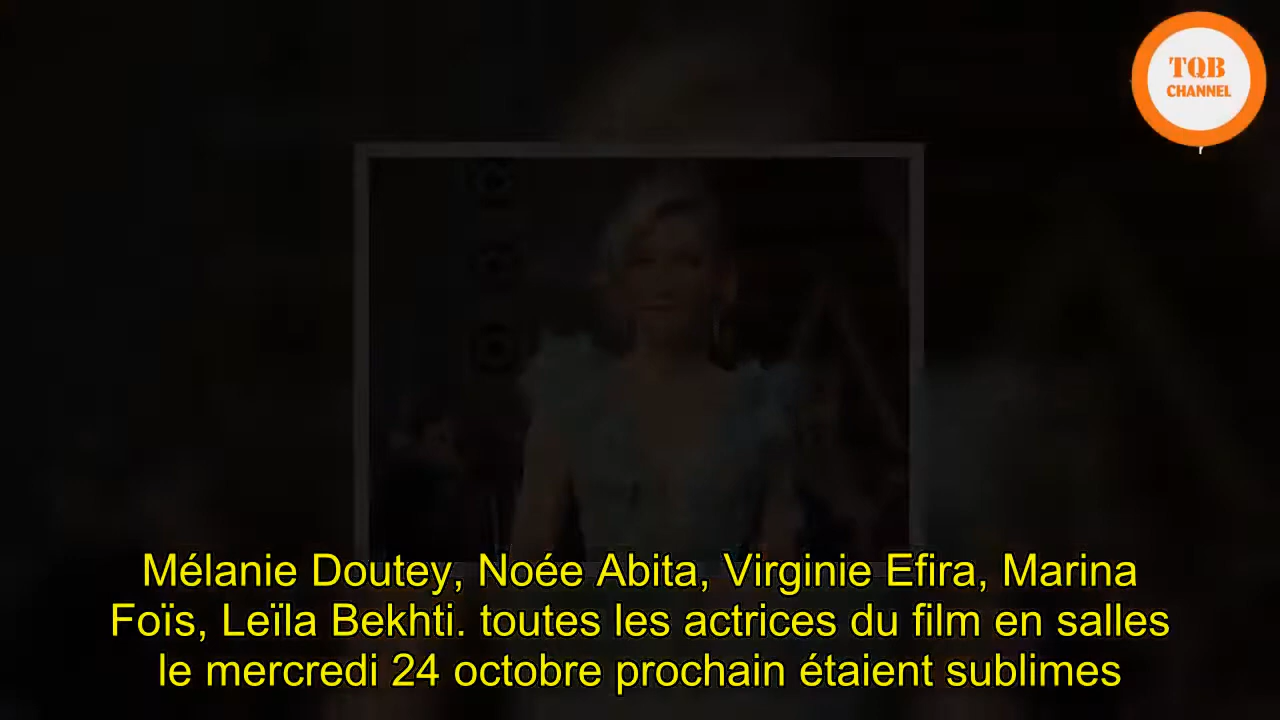 TQB
CHANNEL
Mélanie Doutey, Noée Abita, Virginie Efira, Marina
Foïs, Leïla Bekhti. toutes les actrices du film en salles
le mercredi 24 octobre prochain étaient sublimes